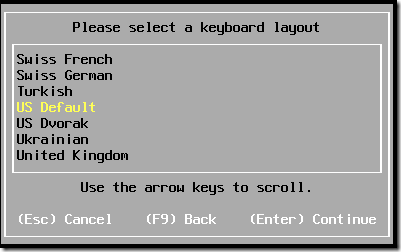 Please select a keyboard layout
Swiss French
Swiss German
Turkish
US Default
US Dvorak
Ukrainian
United Kingdom
Use the arrow keys to scroll.
(Esc) Cancel (F9) Back (Enter) Continue